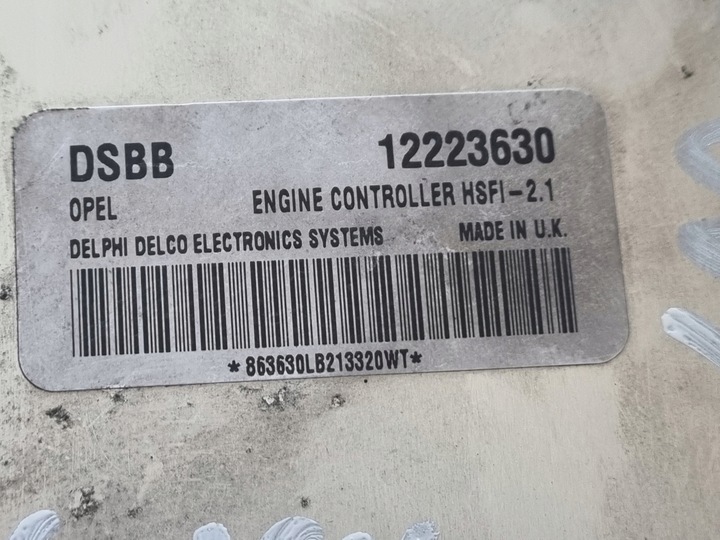 DSBB 12223630
OPEL ENGINE CONTROLLER HSFI-2.1
DELPHI DELCO ELECTRONICS SYSTEMS MADE IN U.K.
*863630LB213320WT*